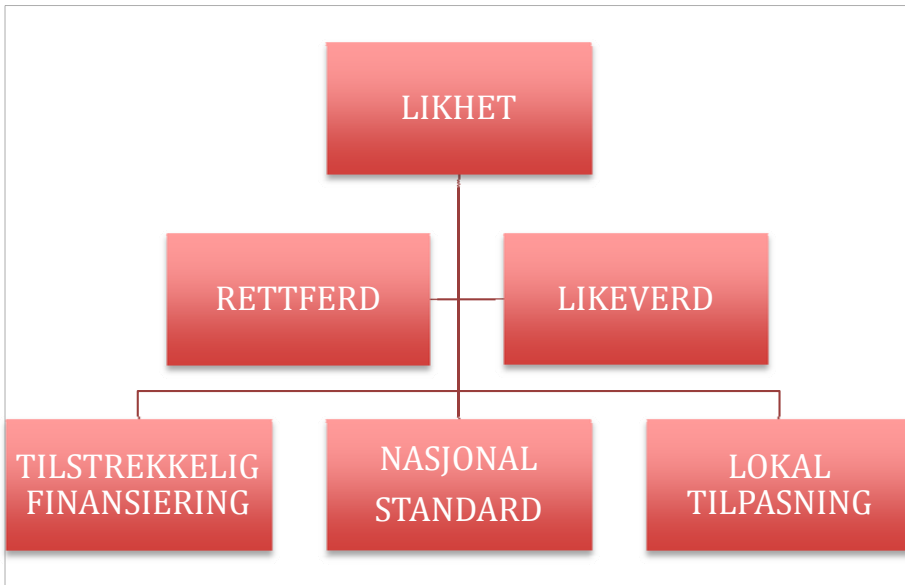 LIKHET
RETTFERD
LIKEVERD
TILSTREKKELIG
FINANSIERING
NASJONAL
STANDARD
LOKAL
TILPASNING